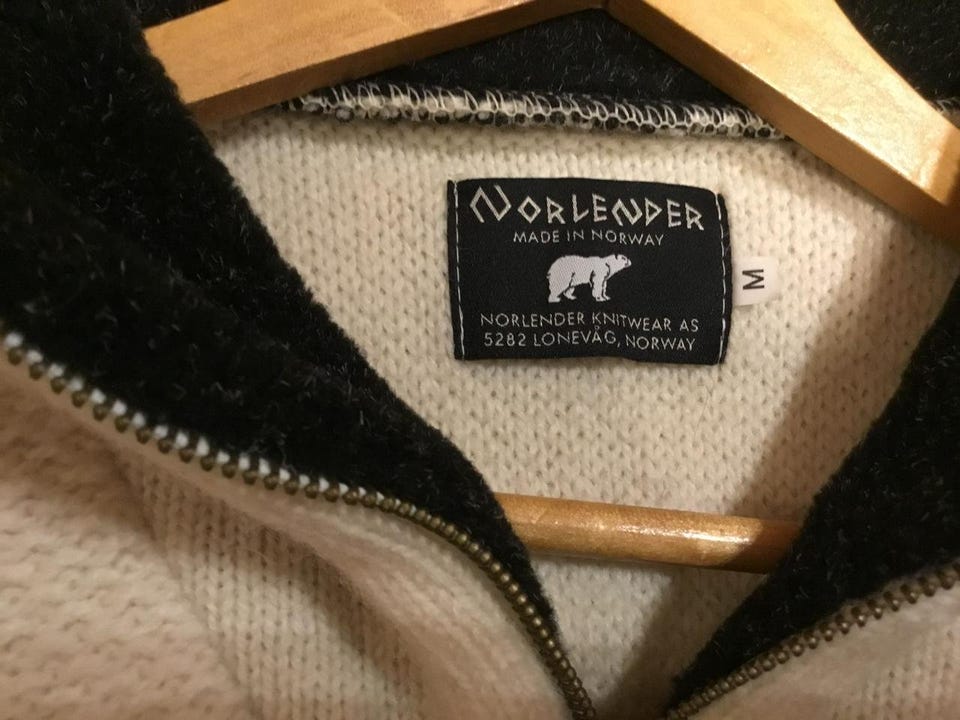 NORLENDER
MADE IN NORWAY
NORLENDER KNITWEAR AS
5282 LONEVÅG, NORWAY
M